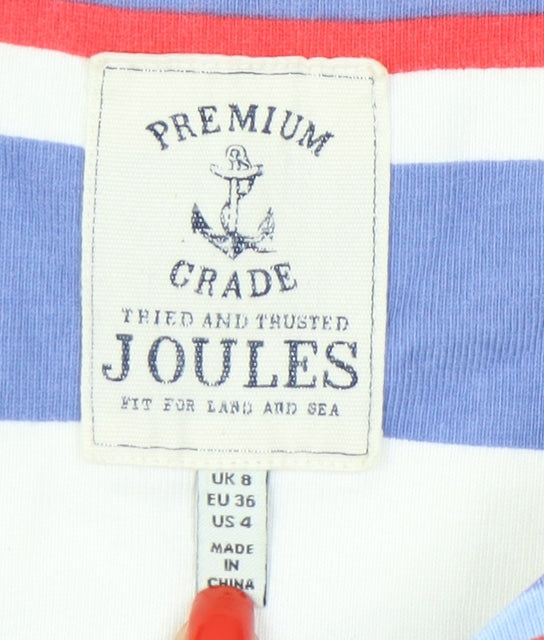 PREMIUM
GRADE
TRIED AND TRUSTED
JOULES
FIT FOR LAND AND SEA
UK 8
EU 36
US 4
MADE
IN
CHINA